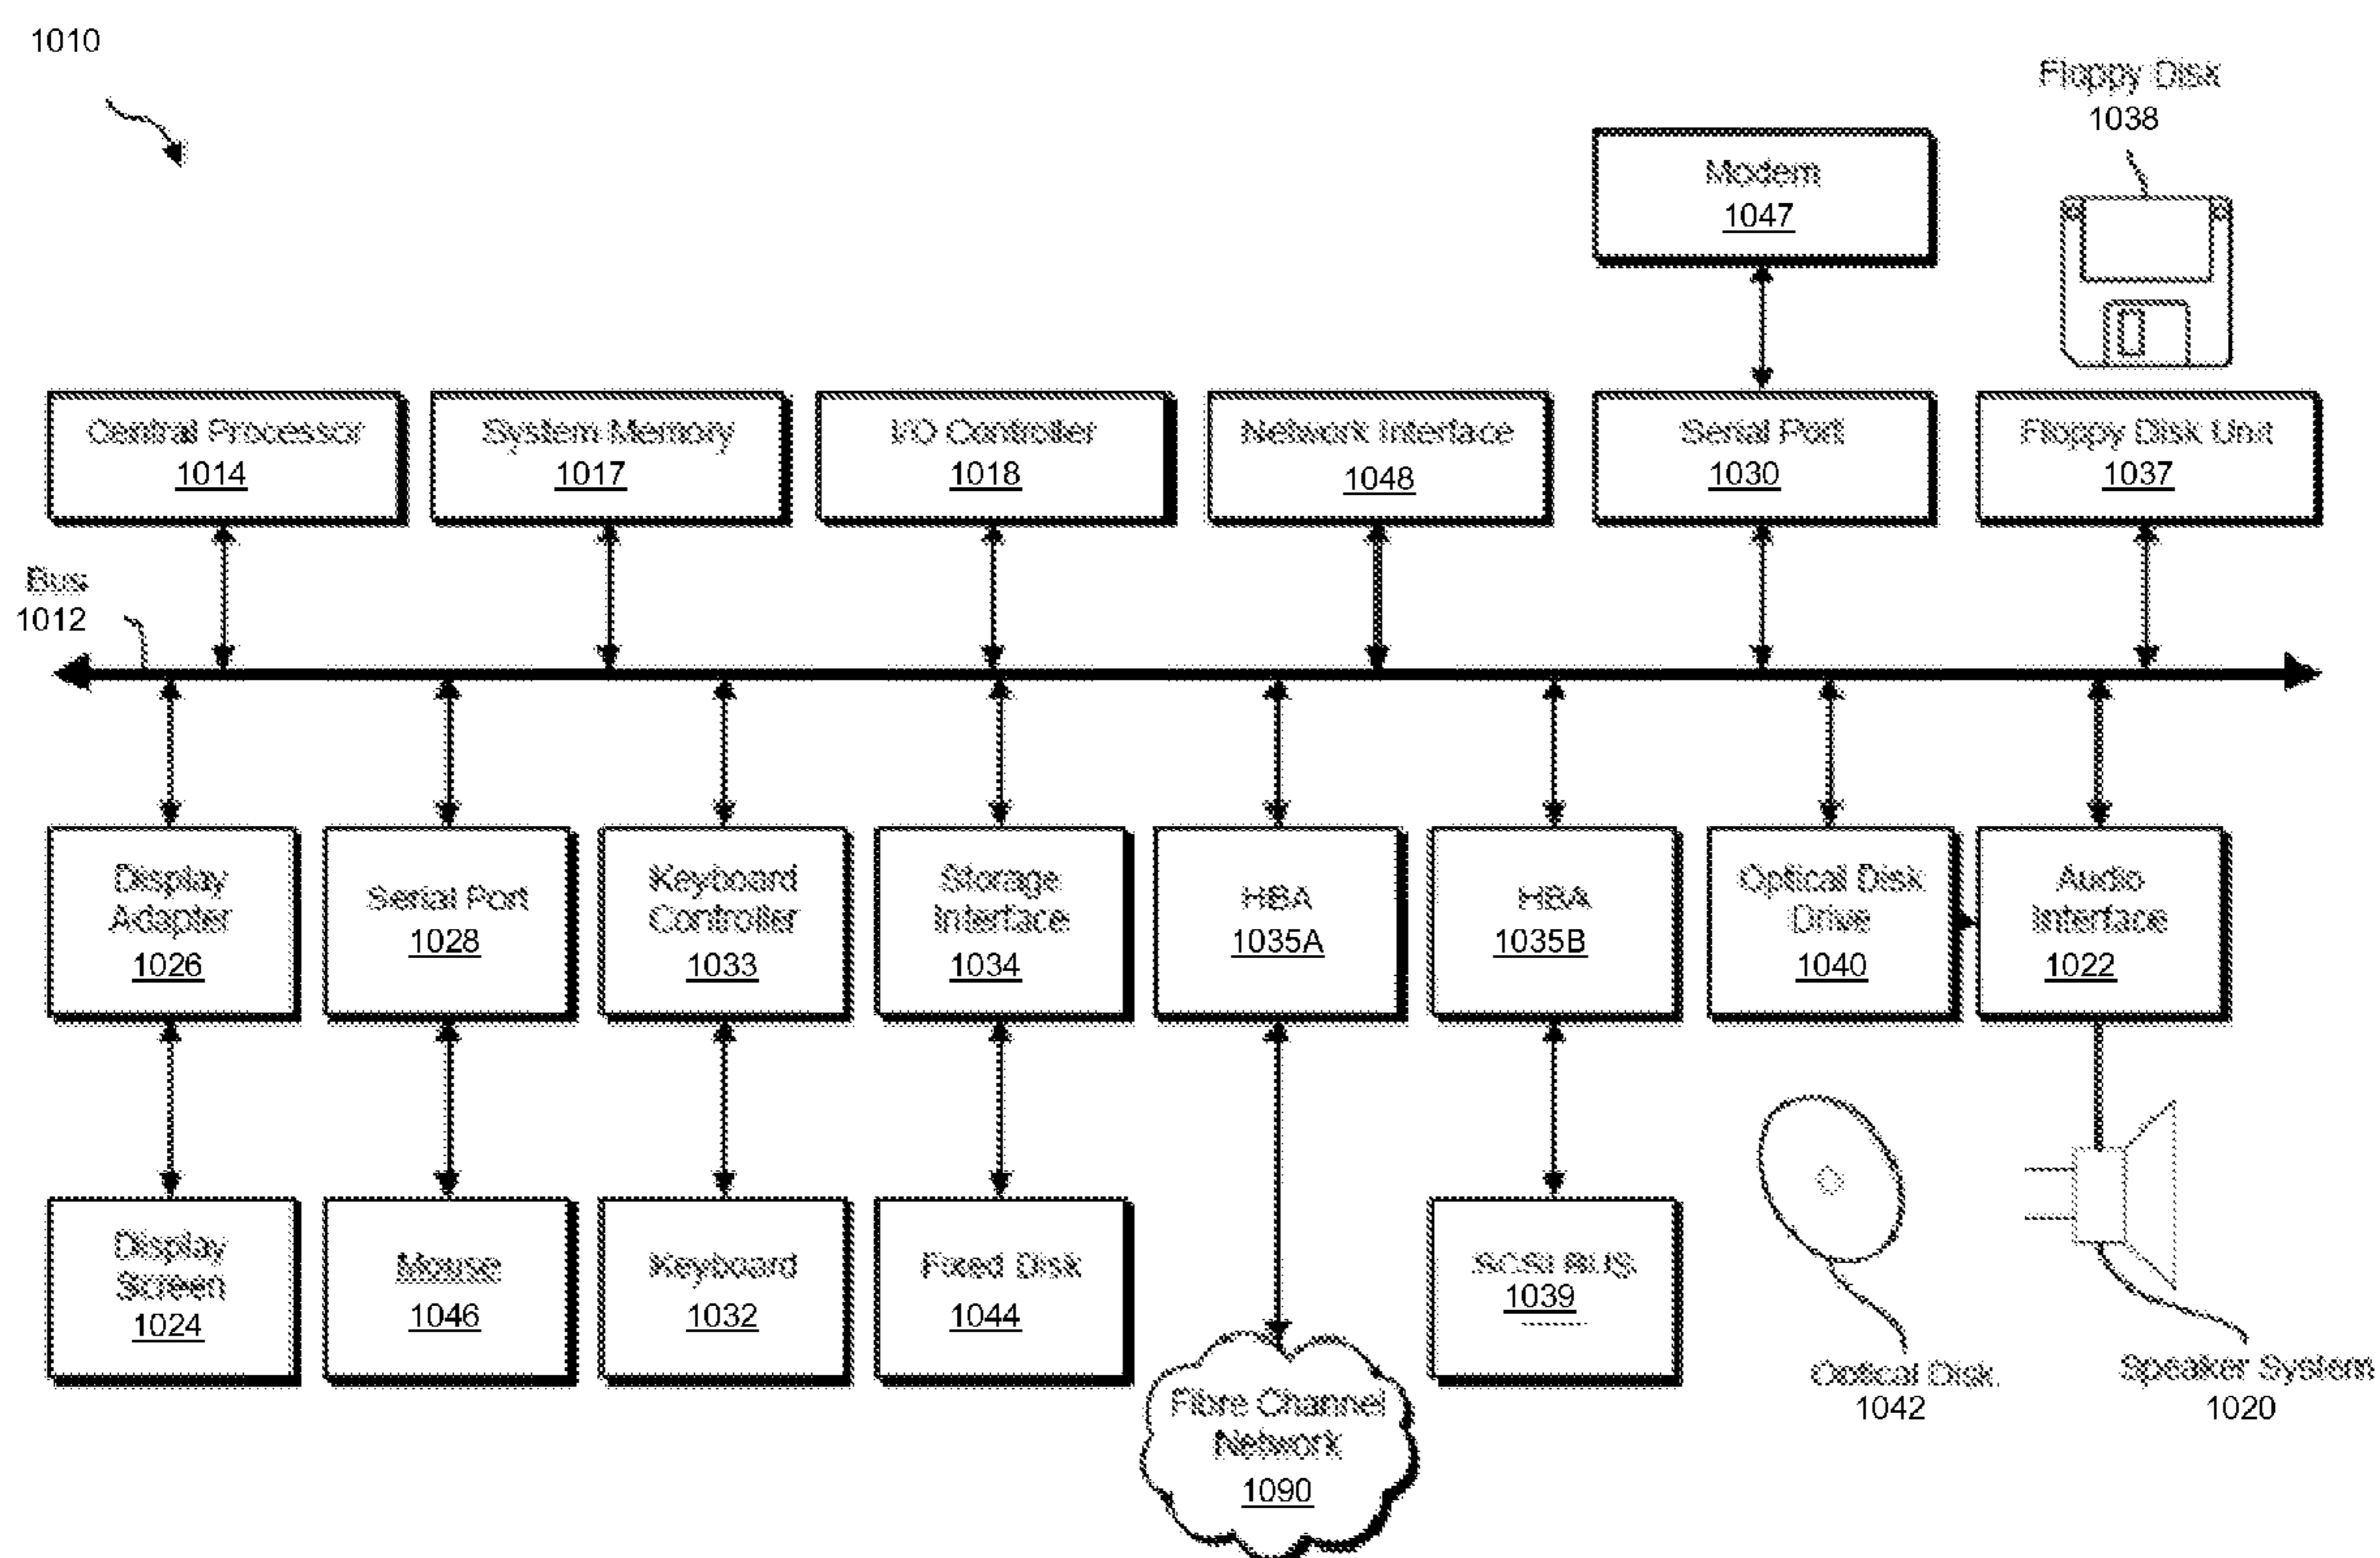 1010
Floppy Disk
1038
Modem
1047
Central Processor
1014
System Memory
1017
I/O Controller
1018
Network Interface
1048
Serial Port
1030
Floppy Disk Unit
1037
Bus
1012
Display
Adapter
1026
Serial Port
1028
Keyboard
Controller
1033
Storage
Interface
1034
HBA
1035A
HBA
1035B
Optical Disk
Drive
1040
Audio
Interface
1022
Display
Screen
1024
Mouse
1046
Keyboard
1032
Fixed Disk
1044
Fibre Channel
Network
1090
SCSI BUS
1039
Optical Disk
1042
Speaker System
1020